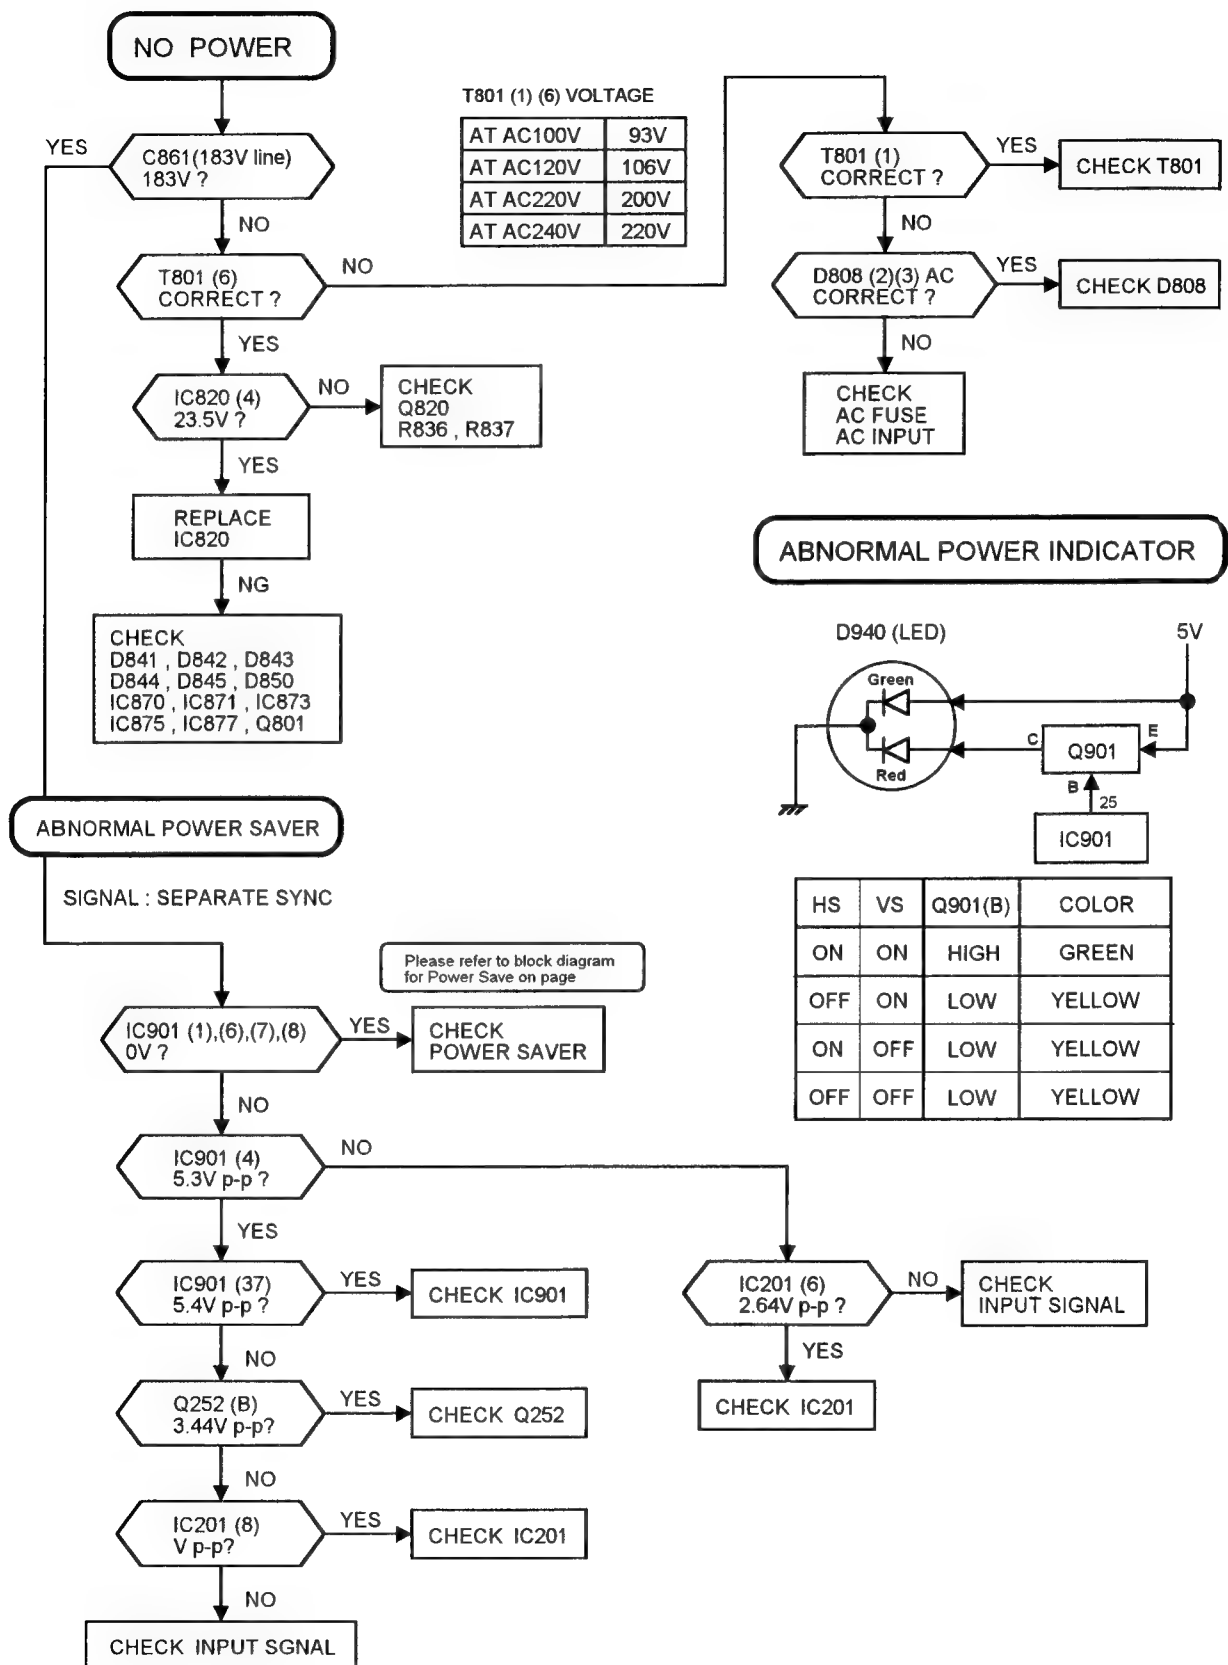 NO POWER
YES
C861(183V line)
183V ?
NO
T801 (6)
CORRECT ?
NO
YES
IC820 (4)
23.5V ?
NO
CHECK
Q820
R836 , R837
YES
REPLACE
IC820
NG
CHECK
D841 , D842 , D843
D844 , D845 , D850
IC870 , IC871 , IC873
IC875 , IC877 , Q801
T801 (1) (6) VOLTAGE
AT AC100V 93V
AT AC120V 106V
AT AC220V 200V
AT AC240V 220V
T801 (1)
CORRECT ?
YES
CHECK T801
NO
D808 (2)(3) AC
CORRECT ?
YES
CHECK D808
NO
CHECK
AC FUSE
AC INPUT
ABNORMAL POWER INDICATOR
D940 (LED)
5V
Green
Red
C
Q901
E
B
25
IC901
HS VS Q901(B) COLOR
ON ON HIGH GREEN
OFF ON LOW YELLOW
ON OFF LOW YELLOW
OFF OFF LOW YELLOW
ABNORMAL POWER SAVER
SIGNAL : SEPARATE SYNC
Please refer to block diagram
for Power Save on page
IC901 (1),(6),(7),(8)
0V ?
YES
CHECK
POWER SAVER
NO
IC901 (4)
5.3V p-p ?
NO
YES
IC901 (37)
5.4V p-p ?
YES
CHECK IC901
NO
Q252 (B)
3.44V p-p?
YES
CHECK Q252
NO
IC201 (8)
V p-p?
YES
CHECK IC201
NO
CHECK INPUT SGNAL
IC201 (6)
2.64V p-p ?
NO
CHECK
INPUT SIGNAL
YES
CHECK IC201